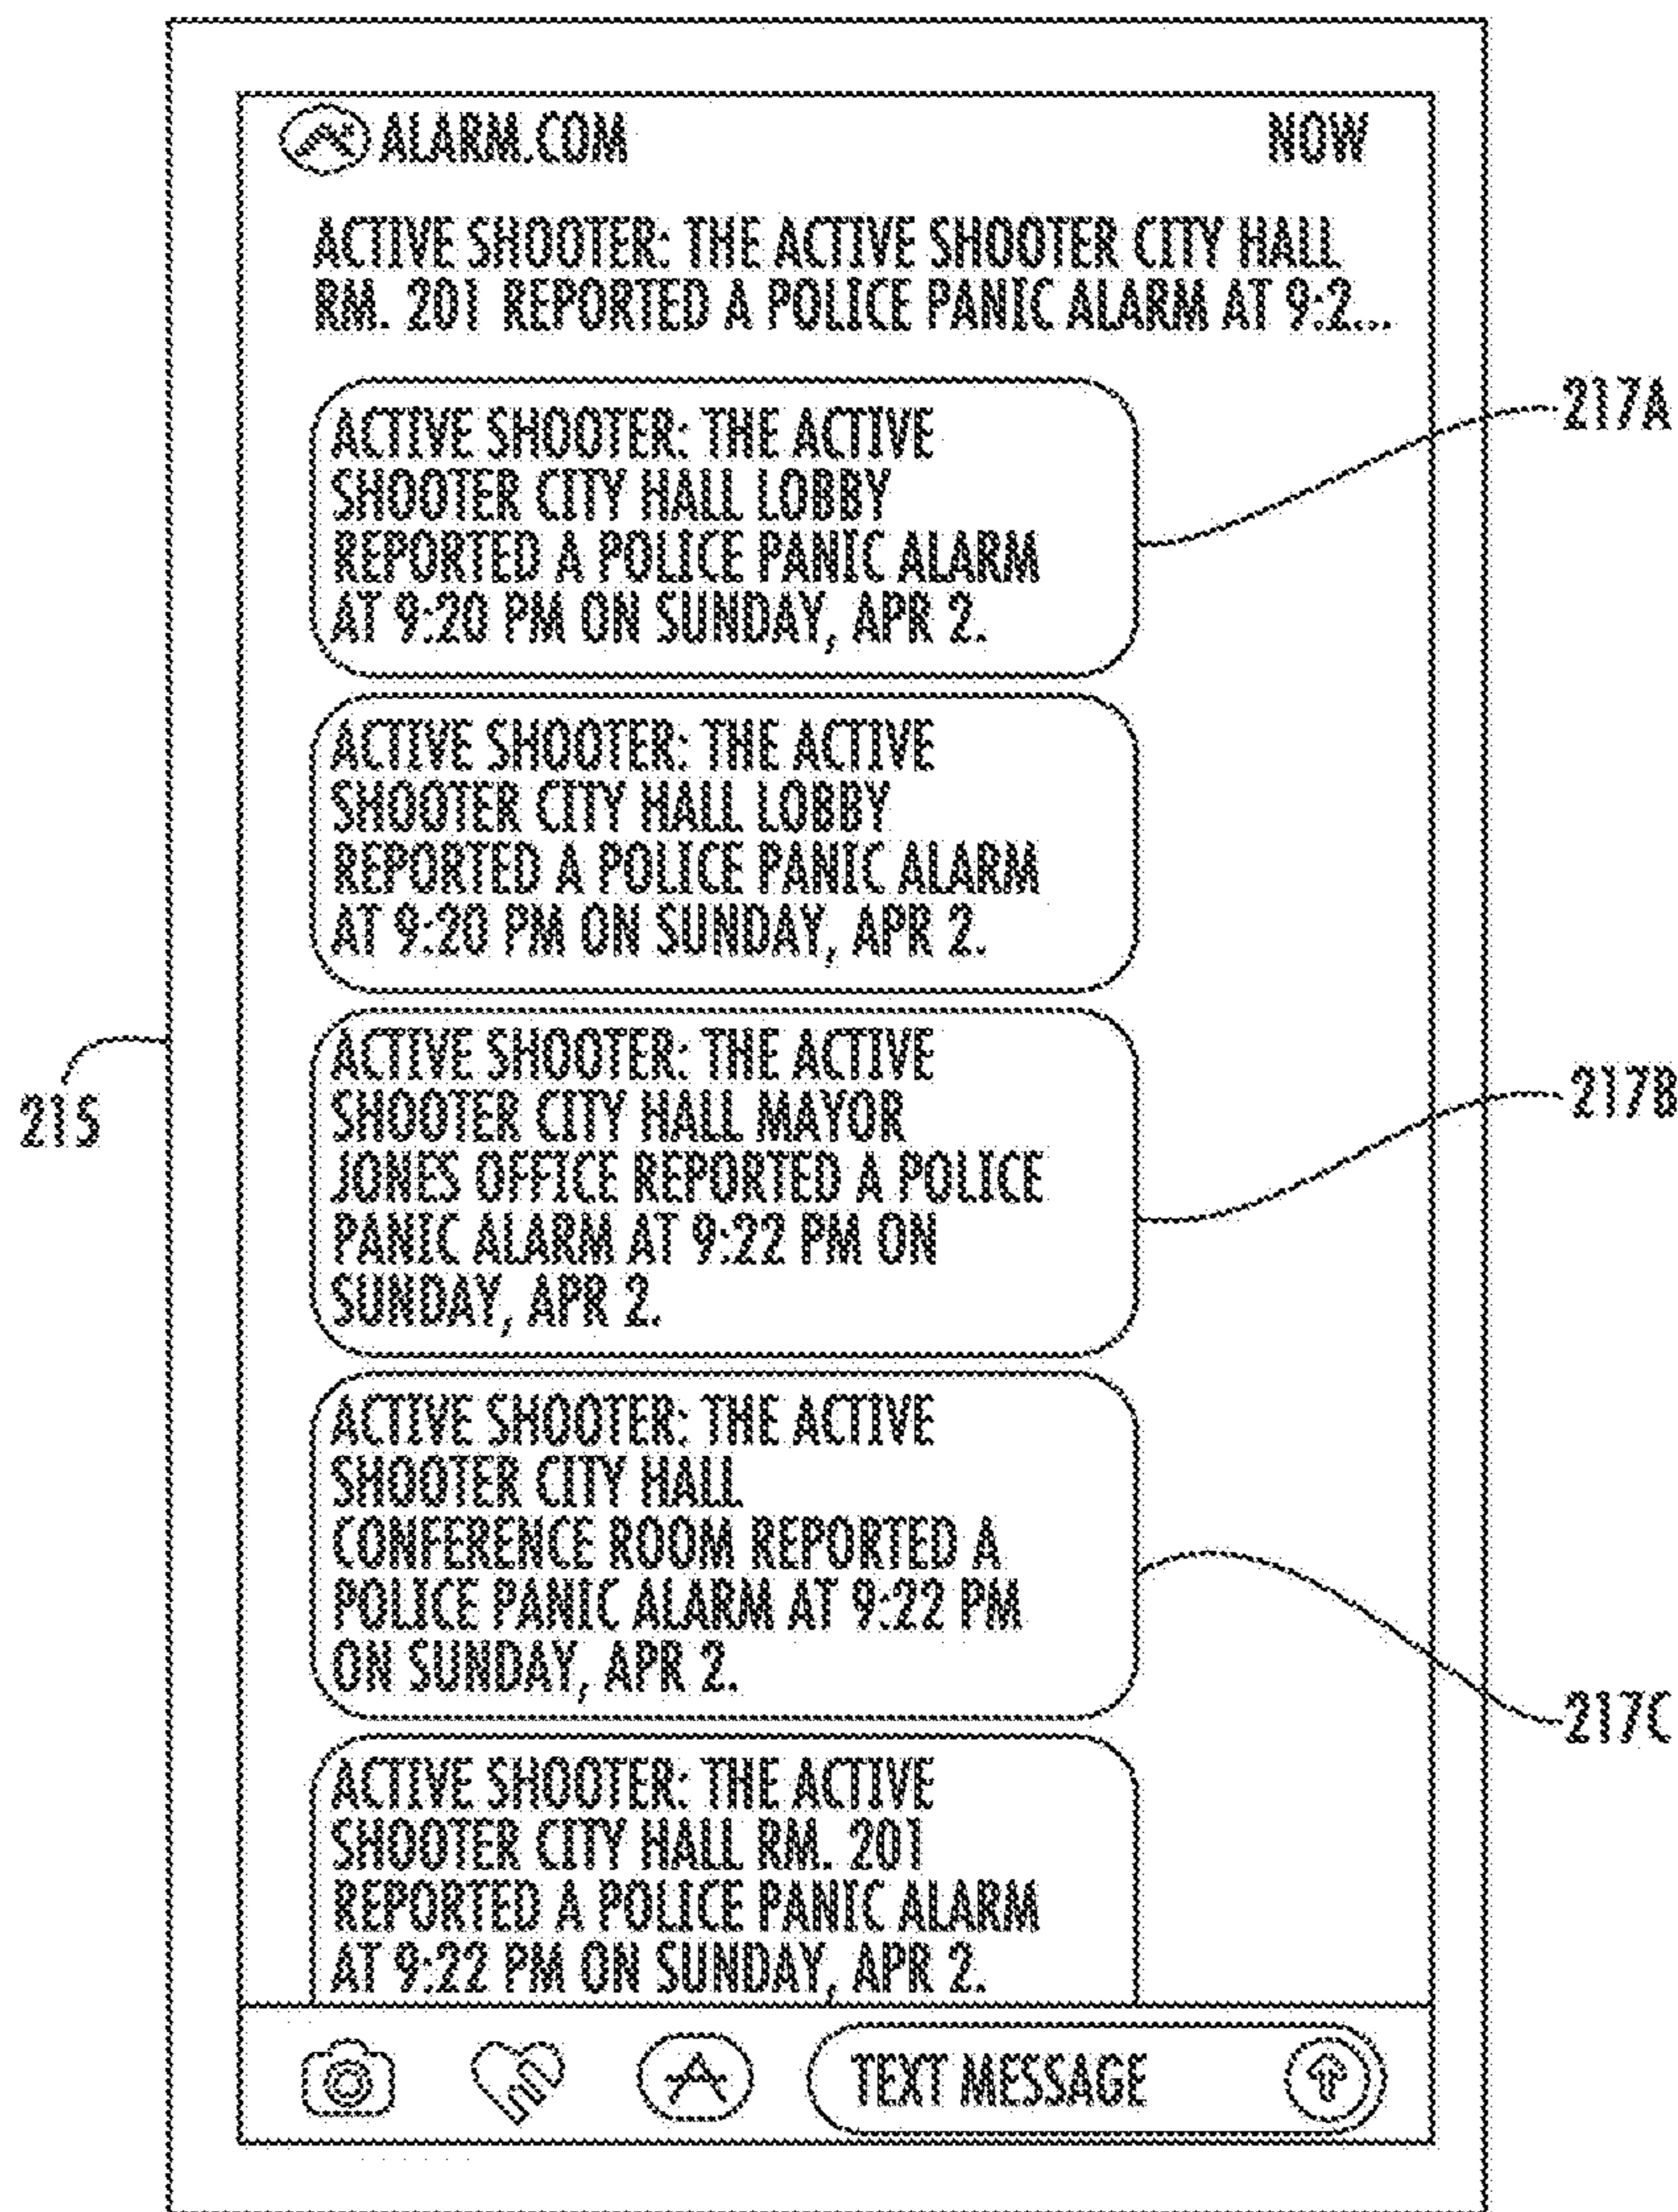 ALARM.COM NOW
ACTIVE SHOOTER: THE ACTIVE SHOOTER CITY HALL
RM. 201 REPORTED A POLICE PANIC ALARM AT 9:2...
217A
ACTIVE SHOOTER: THE ACTIVE
SHOOTER CITY HALL LOBBY
REPORTED A POLICE PANIC ALARM
AT 9:20 PM ON SUNDAY, APR 2.
ACTIVE SHOOTER: THE ACTIVE
SHOOTER CITY HALL LOBBY
REPORTED A POLICE PANIC ALARM
AT 9:20 PM ON SUNDAY, APR 2.
215
217B
ACTIVE SHOOTER: THE ACTIVE
SHOOTER CITY HALL MAYOR
JONES OFFICE REPORTED A POLICE
PANIC ALARM AT 9:22 PM ON
SUNDAY, APR 2.
ACTIVE SHOOTER: THE ACTIVE
SHOOTER CITY HALL
CONFERENCE ROOM REPORTED A
POLICE PANIC ALARM AT 9:22 PM
ON SUNDAY, APR 2.
217C
ACTIVE SHOOTER: THE ACTIVE
SHOOTER CITY HALL RM. 201
REPORTED A POLICE PANIC ALARM
AT 9:22 PM ON SUNDAY, APR 2.
TEXT MESSAGE